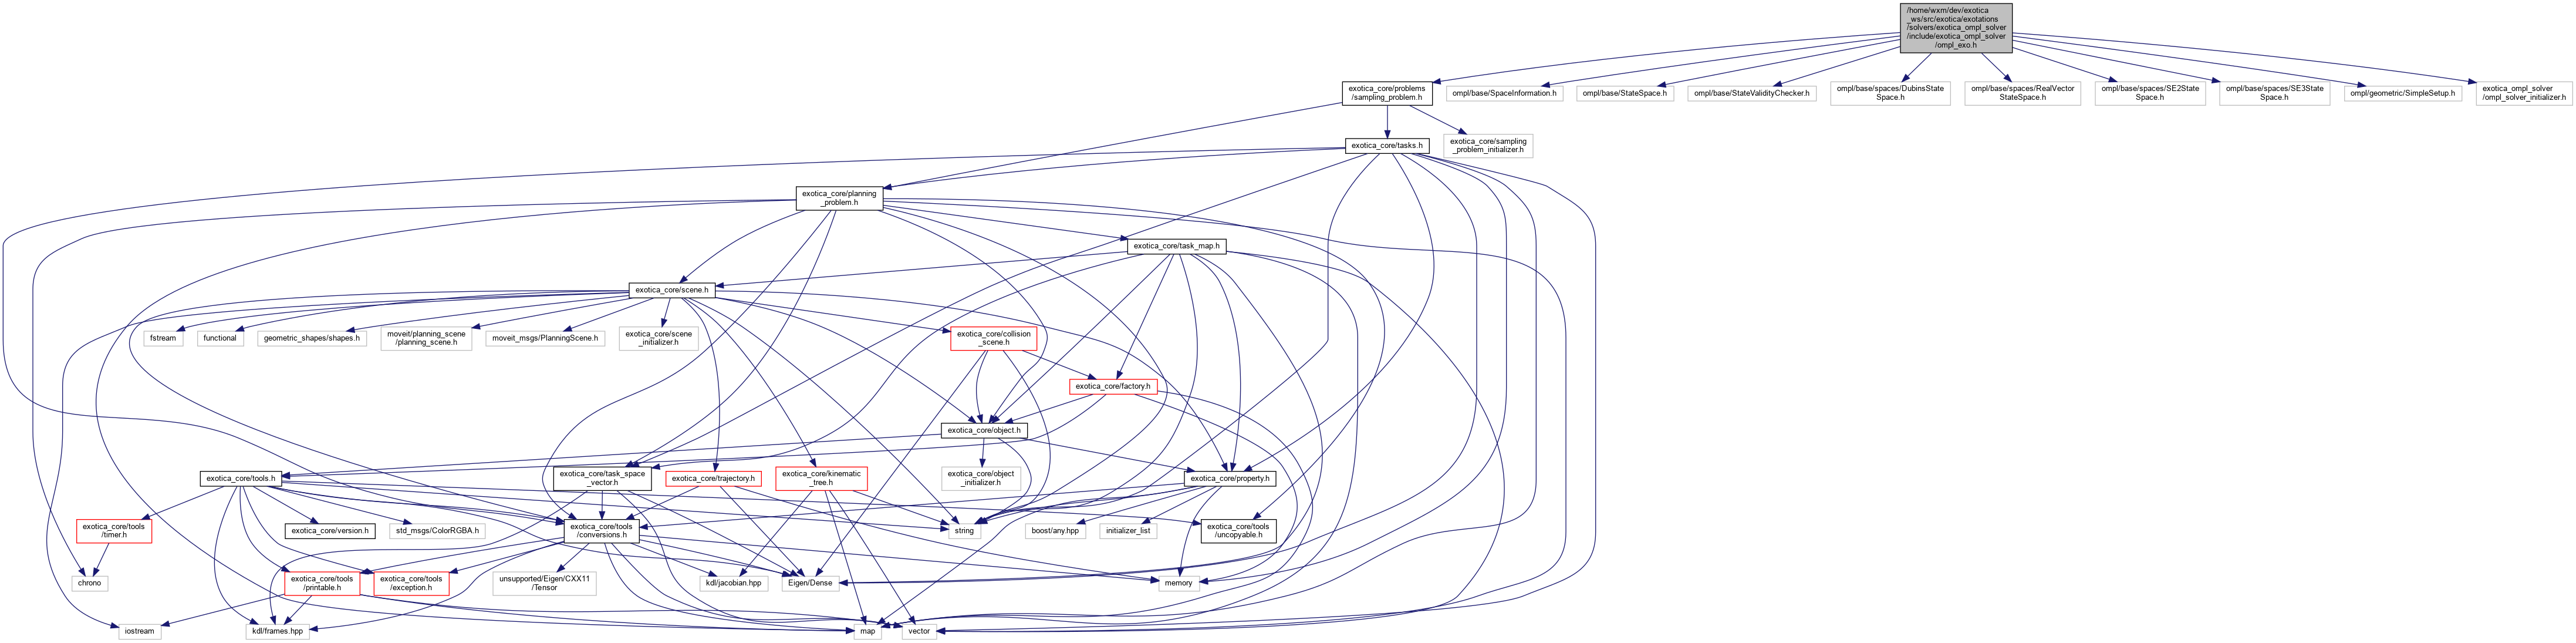 /home/wxm/dev/exotica
_ws/src/exotica/exotations
/solvers/exotica_ompl_solver
/include/exotica_ompl_solver
/ompl_exo.h
exotica_core/problems
/sampling_problem.h
ompl/base/SpaceInformation.h
ompl/base/StateSpace.h
ompl/base/StateValidityChecker.h
ompl/base/spaces/DubinsState
Space.h
ompl/base/spaces/RealVector
StateSpace.h
ompl/base/spaces/SE2State
Space.h
ompl/base/spaces/SE3State
Space.h
ompl/geometric/SimpleSetup.h
exotica_ompl_solver
/ompl_solver_initializer.h
exotica_core/tasks.h
exotica_core/sampling
_problem_initializer.h
exotica_core/planning
_problem.h
exotica_core/task_map.h
exotica_core/scene.h
fstream
functional
geometric_shapes/shapes.h
moveit/planning_scene
/planning_scene.h
moveit_msgs/PlanningScene.h
exotica_core/scene
_initializer.h
exotica_core/collision
_scene.h
exotica_core/factory.h
exotica_core/object.h
exotica_core/tools.h
exotica_core/task_space
_vector.h
exotica_core/trajectory.h
exotica_core/kinematic
_tree.h
exotica_core/object
_initializer.h
exotica_core/property.h
exotica_core/tools
/timer.h
exotica_core/version.h
std_msgs/ColorRGBA.h
exotica_core/tools
/conversions.h
string
boost/any.hpp
initializer_list
exotica_core/tools
/uncopyable.h
chrono
exotica_core/tools
/printable.h
exotica_core/tools
/exception.h
unsupported/Eigen/CXX11
/Tensor
kdl/jacobian.hpp
Eigen/Dense
memory
iostream
kdl/frames.hpp
map
vector